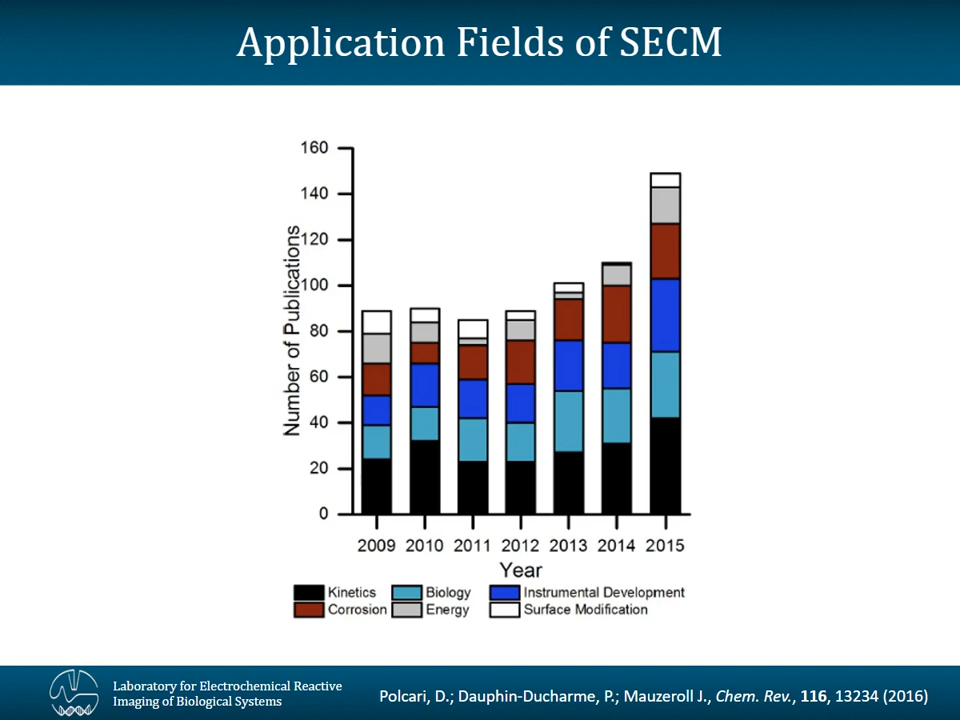 Application Fields of SECM
160
140
120
100
80
60
40
20
0
Number of Publications
2009 2010 2011 2012 2013 2014 2015
Year
Kinetics Biology Instrumental Development
Corrosion Energy Surface Modification
Laboratory for Electrochemical Reactive
Imaging of Biological Systems
Polcari, D.; Dauphin-Ducharme, P.; Mauzeroll J., Chem. Rev., 116, 13234 (2016)